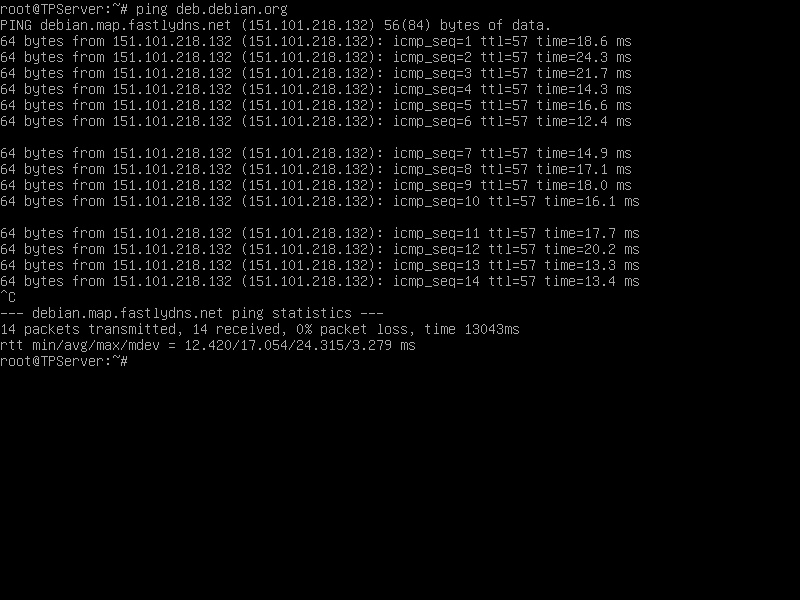 root@TPServer:~# ping deb.debian.org
PING debian.map.fastlydns.net (151.101.218.132) 56(84) bytes of data.
64 bytes from 151.101.218.132 (151.101.218.132): icmp_seq=1 ttl=57 time=18.6 ms
64 bytes from 151.101.218.132 (151.101.218.132): icmp_seq=2 ttl=57 time=24.3 ms
64 bytes from 151.101.218.132 (151.101.218.132): icmp_seq=3 ttl=57 time=21.7 ms
64 bytes from 151.101.218.132 (151.101.218.132): icmp_seq=4 ttl=57 time=14.3 ms
64 bytes from 151.101.218.132 (151.101.218.132): icmp_seq=5 ttl=57 time=16.6 ms
64 bytes from 151.101.218.132 (151.101.218.132): icmp_seq=6 ttl=57 time=12.4 ms

64 bytes from 151.101.218.132 (151.101.218.132): icmp_seq=7 ttl=57 time=14.9 ms
64 bytes from 151.101.218.132 (151.101.218.132): icmp_seq=8 ttl=57 time=17.1 ms
64 bytes from 151.101.218.132 (151.101.218.132): icmp_seq=9 ttl=57 time=18.0 ms
64 bytes from 151.101.218.132 (151.101.218.132): icmp_seq=10 ttl=57 time=16.1 ms

64 bytes from 151.101.218.132 (151.101.218.132): icmp_seq=11 ttl=57 time=17.7 ms
64 bytes from 151.101.218.132 (151.101.218.132): icmp_seq=12 ttl=57 time=20.2 ms
64 bytes from 151.101.218.132 (151.101.218.132): icmp_seq=13 ttl=57 time=13.3 ms
64 bytes from 151.101.218.132 (151.101.218.132): icmp_seq=14 ttl=57 time=13.4 ms
^C
--- debian.map.fastlydns.net ping statistics ---
14 packets transmitted, 14 received, 0% packet loss, time 13043ms
rtt min/avg/max/mdev = 12.420/17.054/24.315/3.279 ms
root@TPServer:~#